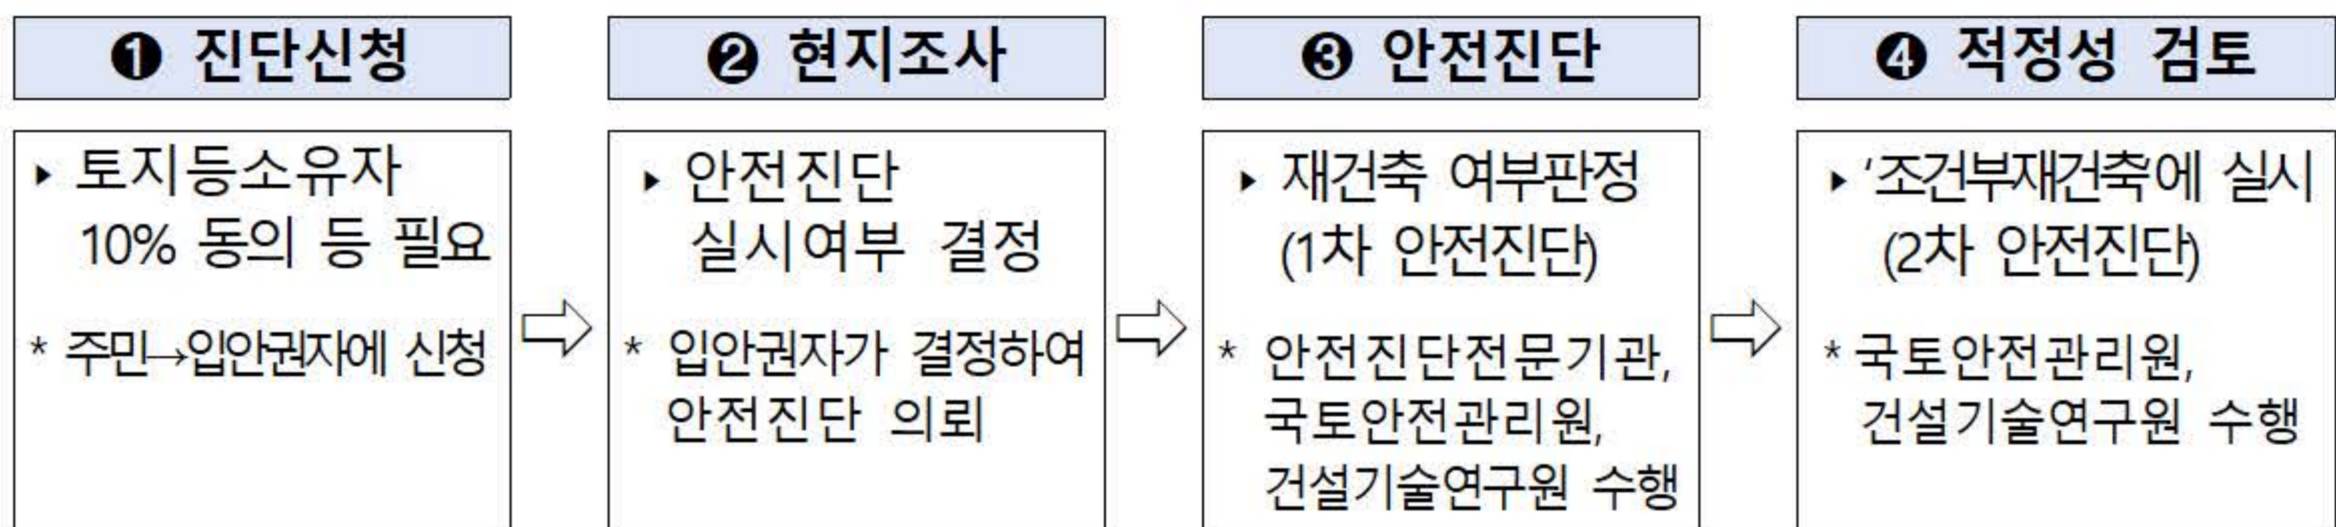 ❶ 진단신청
▸ 토지등소유자
10% 동의 등 필요
* 주민→입안권자에 신청
❷ 현지조사
▸ 안전진단
실시여부 결정
* 입안권자가 결정하여
안전진단 의뢰
❸ 안전진단
▸ 재건축 여부판정
(1차 안전진단)
* 안전진단전문기관,
국토안전관리원,
건설기술연구원 수행
❹ 적정성 검토
▸ '조건부재건축'에 실시
(2차 안전진단)
* 국토안전관리원,
건설기술연구원 수행